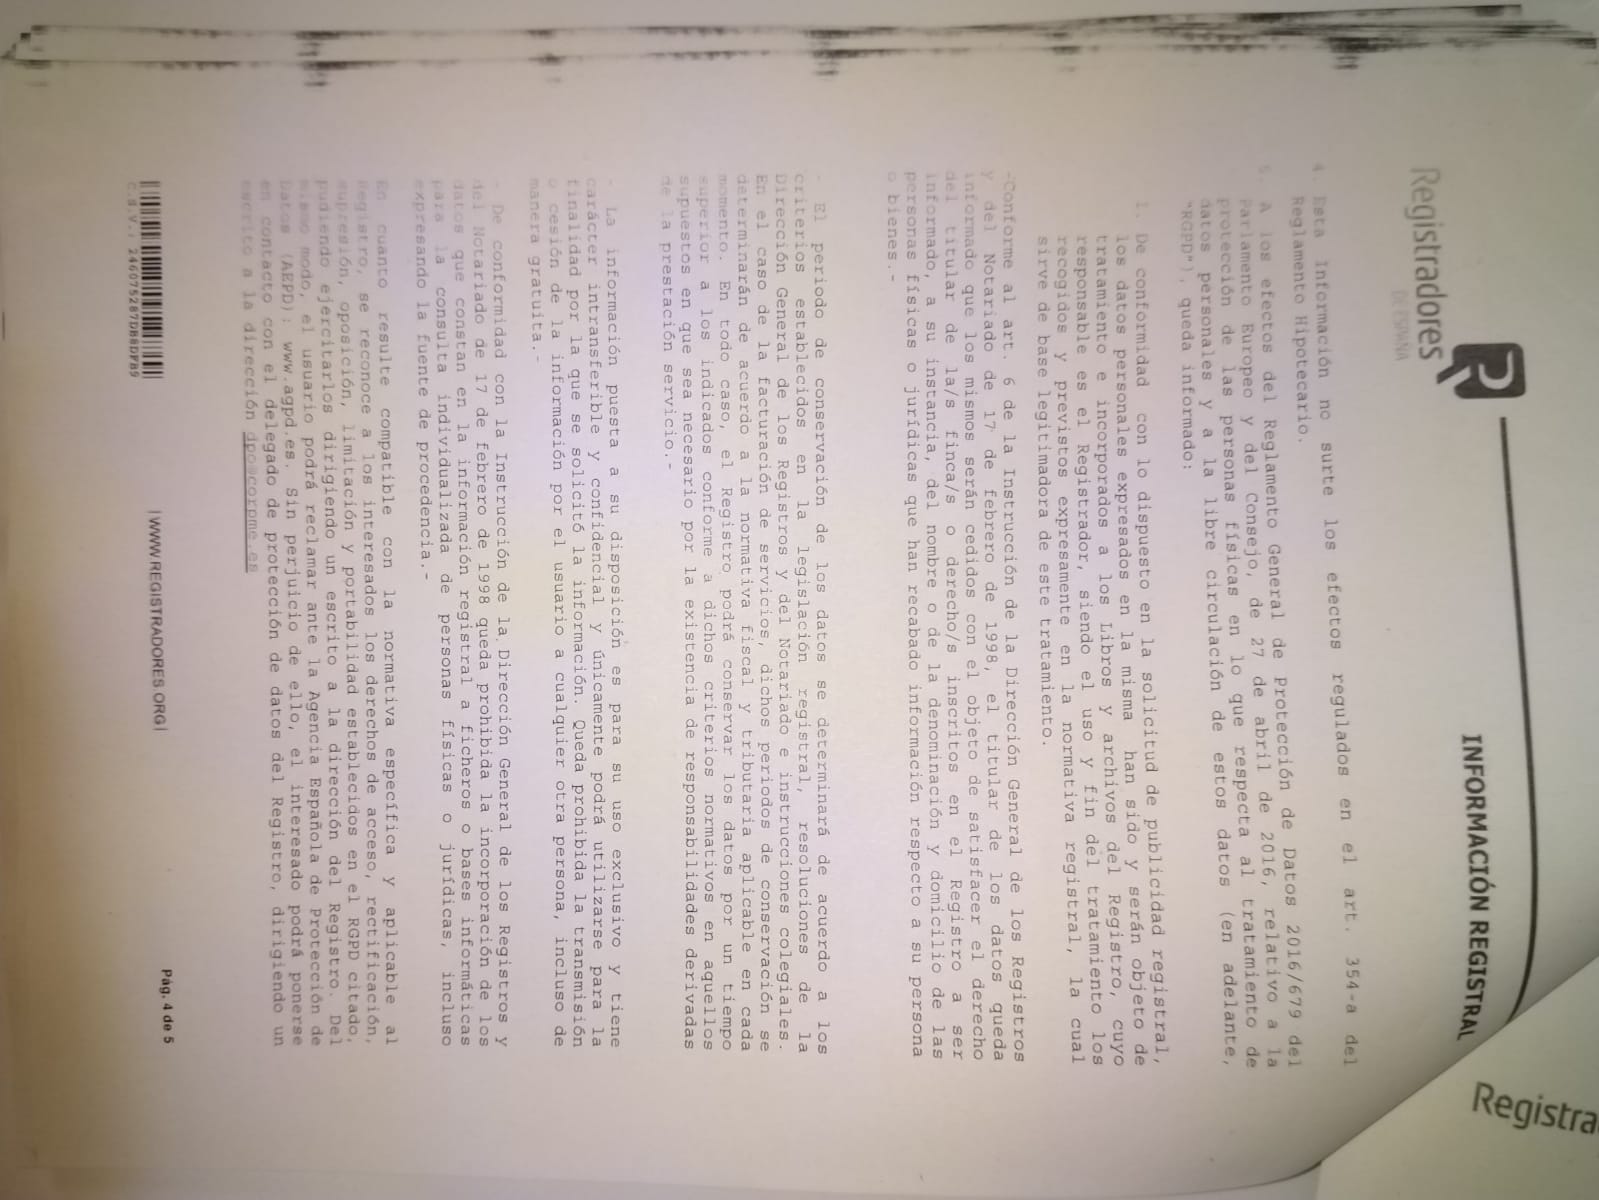 Registradores
DE ESPAÑA
INFORMACIÓN REGISTRAL
4. Esta información no surte los efectos regulados en el art. 354-a del
Reglamento Hipotecario.
5. A los efectos del Reglamento General de Protección de Datos 2016/679 del
Parlamento Europeo y del Consejo, de 27 de abril de 2016, relativo a la
protección de las personas físicas en lo que respecta al tratamiento de
datos personales y a la libre circulación de estos datos (en adelante,
"RGPD"), queda informado:
1. De conformidad con lo dispuesto en la solicitud de publicidad registral,
los datos personales expresados en la misma han sido y serán objeto de
tratamiento e incorporados a los Libros y archivos del Registro, cuyo
responsable es el Registrador, siendo el uso y fin del tratamiento los
recogidos y previstos expresamente en la normativa registral, la cual
sirve de base legitimadora de este tratamiento.
-Conforme al art. 6 de la Instrucción de la Dirección General de los Registros
y del Notariado de 17 de febrero de 1998, el titular de los datos queda
informado que los mismos serán cedidos con el objeto de satisfacer el derecho
del titular de la/s finca/s o derecho/s inscritos en el Registro a ser
informado, a su instancia, del nombre o de la denominación y domicilio de las
personas físicas o jurídicas que han recabado información respecto a su persona
o bienes.-
- El periodo de conservación de los datos se determinará de acuerdo a los
criterios establecidos en la legislación registral, resoluciones de la
Dirección General de los Registros y del Notariado e instrucciones colegiales.
En el caso de la facturación de servicios, dichos periodos de conservación se
determinarán de acuerdo a la normativa fiscal y tributaria aplicable en cada
momento. En todo caso, el Registro podrá conservar los datos por un tiempo
superior a los indicados conforme a dichos criterios normativos en aquellos
supuestos en que sea necesario por la existencia de responsabilidades derivadas
de la prestación servicio.-
- La información puesta a su disposición es para su uso exclusivo y tiene
carácter intransferible y confidencial y únicamente podrá utilizarse para la
finalidad por la que se solicitó la información. Queda prohibida la transmisión
o cesión de la información por el usuario a cualquier otra persona, incluso de
manera gratuita.-
- De conformidad con la Instrucción de la Dirección General de los Registros y
del Notariado de 17 de febrero de 1998 queda prohibida la incorporación de los
datos que constan en la información registral a ficheros o bases informáticas
para la consulta individualizada de personas físicas o jurídicas, incluso
expresando la fuente de procedencia.-
En cuanto resulte compatible con la normativa específica y aplicable al
Registro, se reconoce a los interesados los derechos de acceso, rectificación,
supresión, oposición, limitación y portabilidad establecidos en el RGPD citado,
pudiendo ejercitarlos dirigiendo un escrito a la dirección del Registro. Del
mismo modo, el usuario podrá reclamar ante la Agencia Española de Protección de
Datos (AEPD): www.agpd.es. Sin perjuicio de ello, el interesado podrá ponerse
en contacto con el delegado de protección de datos del Registro, dirigiendo un
escrito a la dirección dpo@corpme.es
C.S.V.: 24607528
|WWW.REGISTRADORES.ORG|
Pág. 4 de 5
Registra